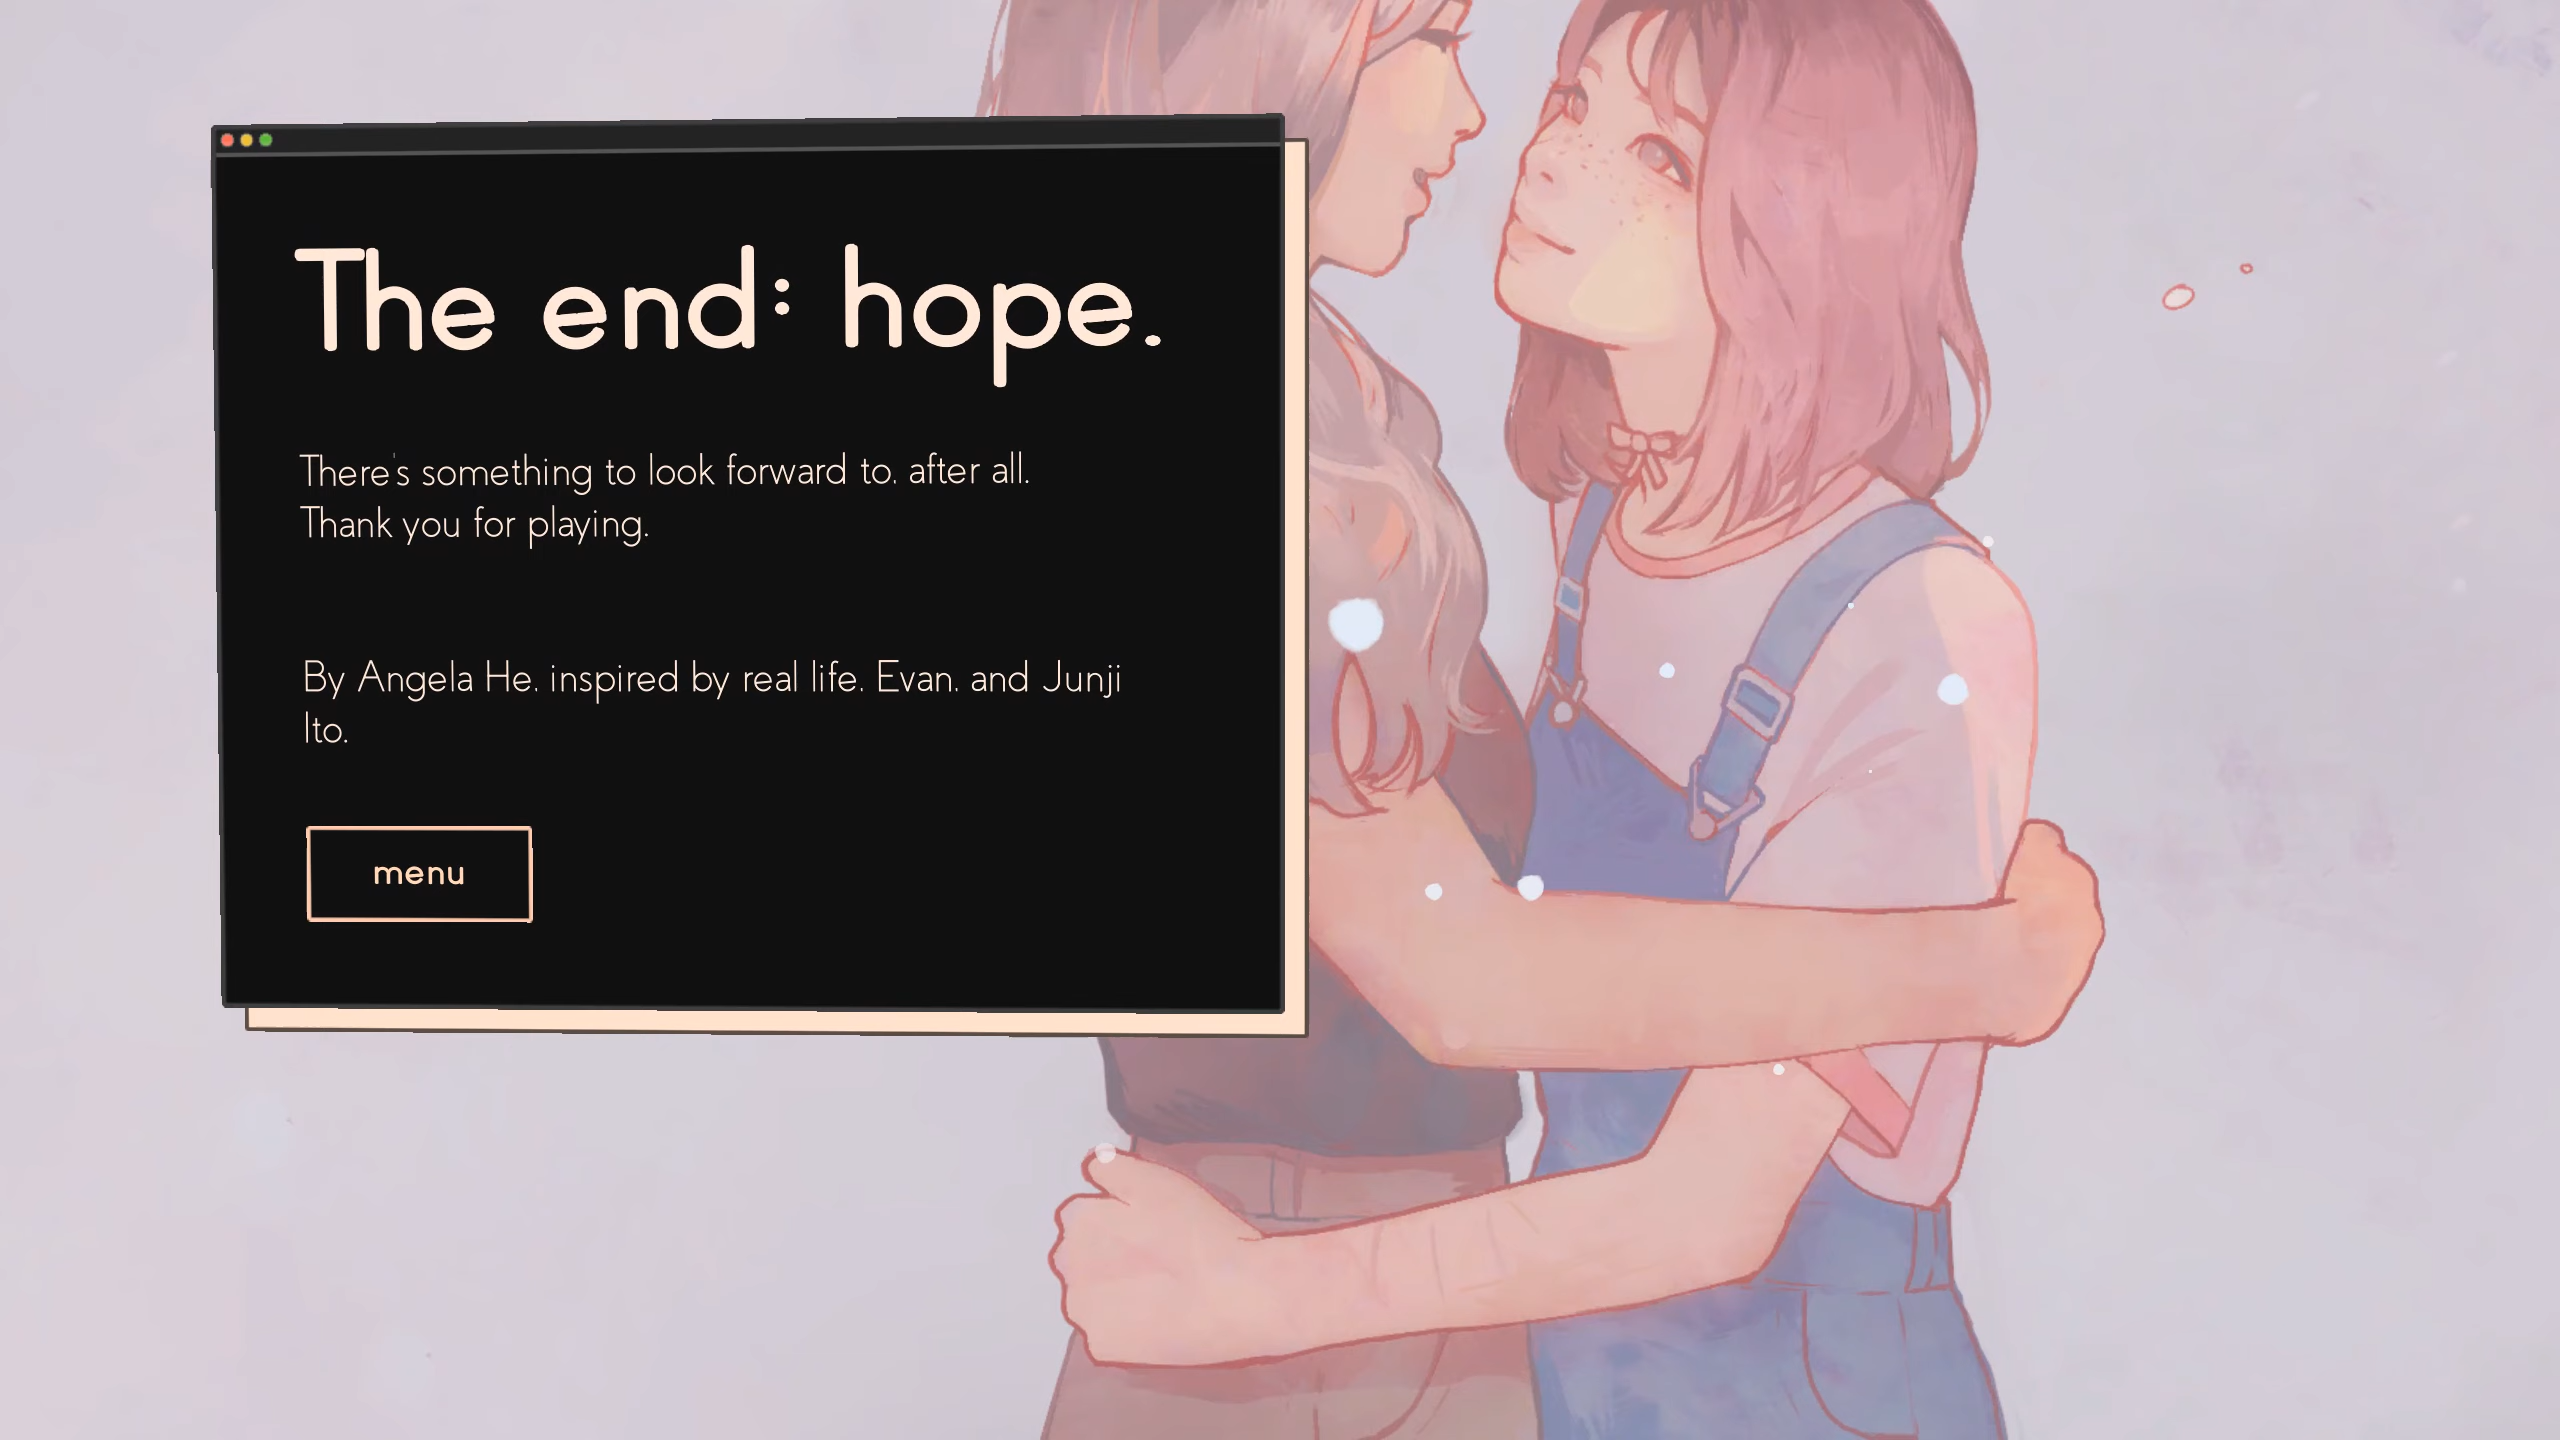 The end: hope.
There's something to look forward to. after all.
Thank you for playing.
By Angela He. inspired by real life. Evan. and Junji
Ito.
menu